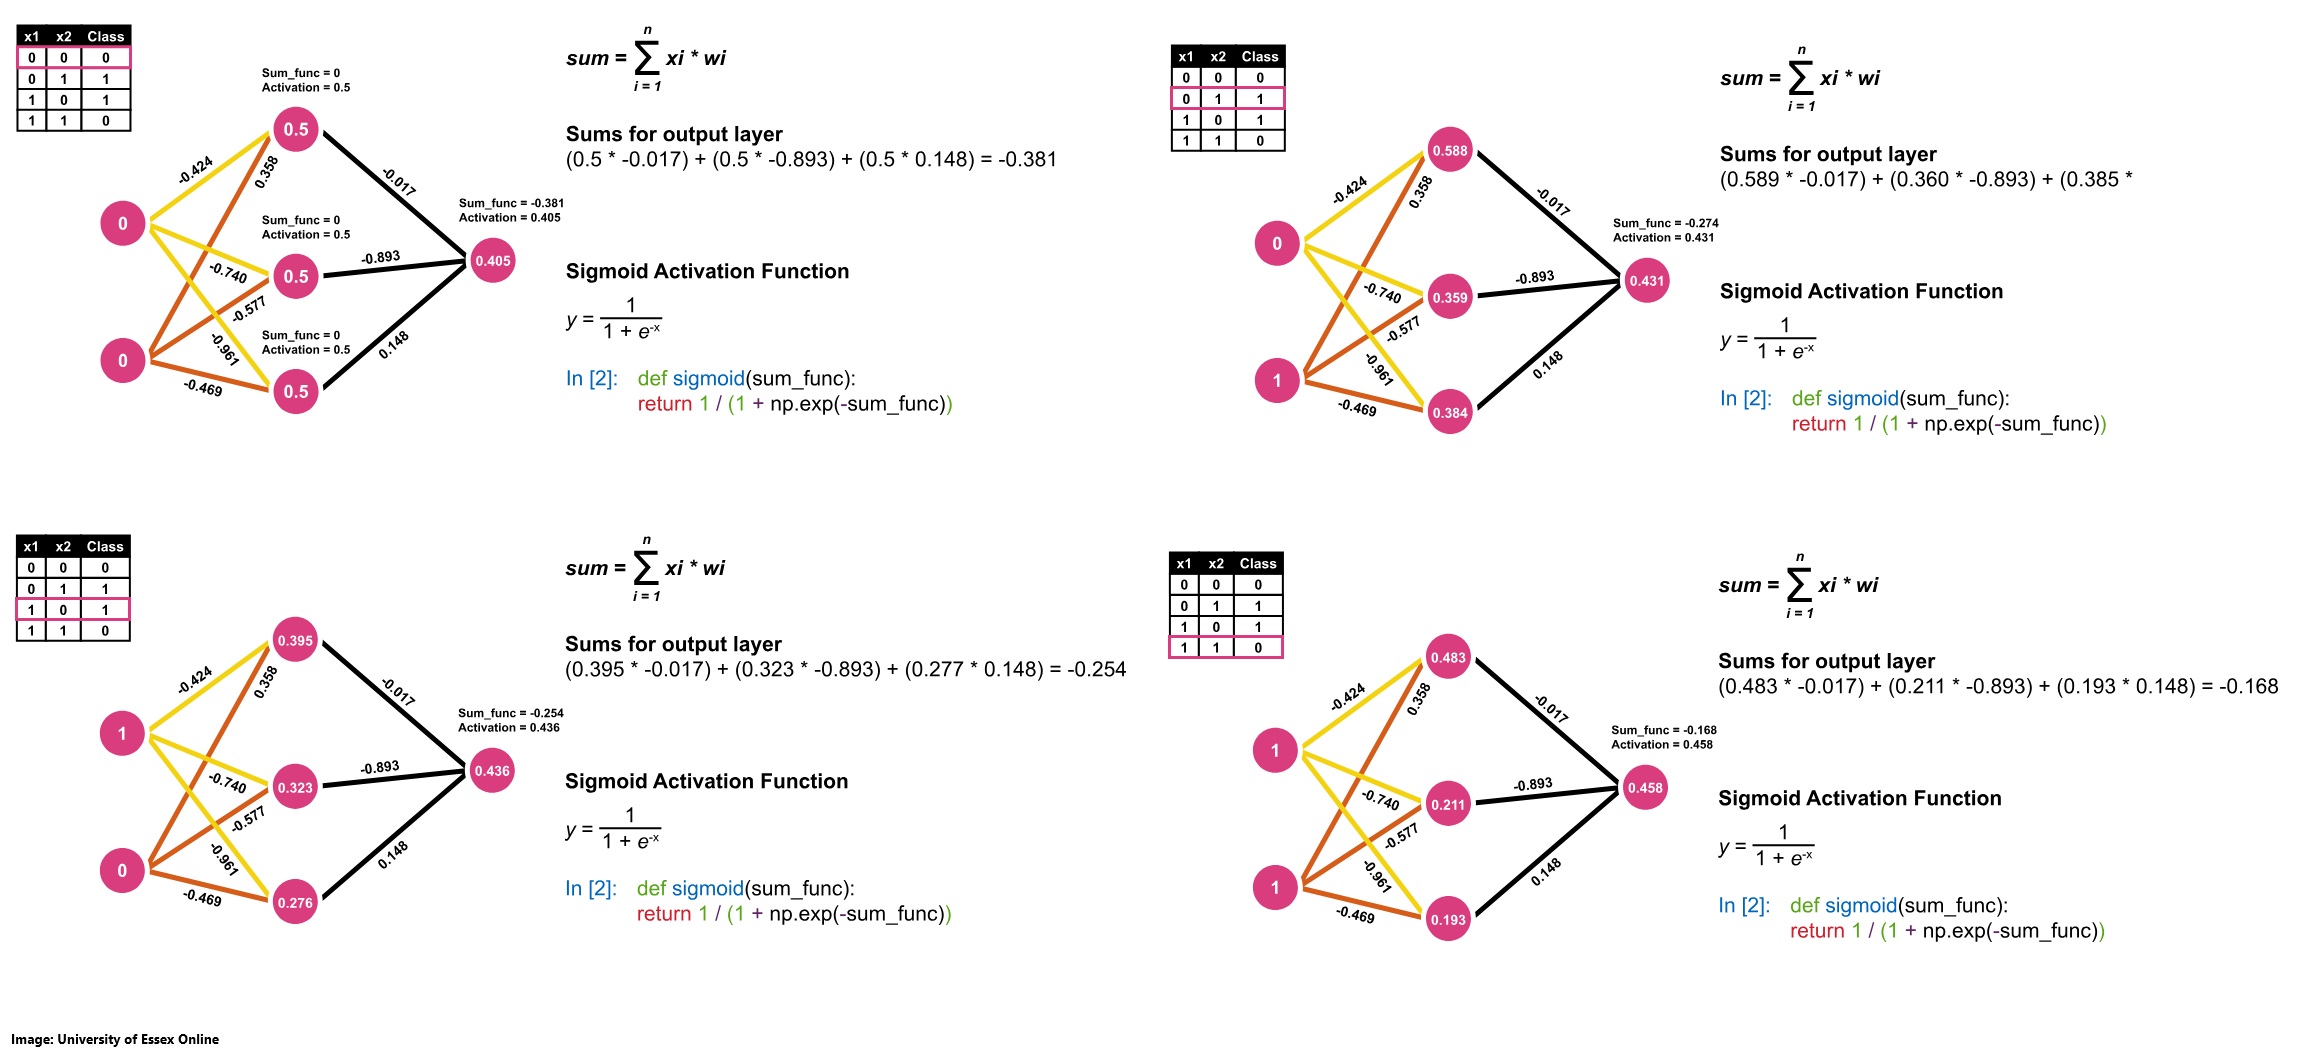 x1 x2 Class
0 0 0
0 1 1
1 0 1
1 1 0
Sum_func = 0
Activation = 0.5
0.5
-0.424
0.358
0
Sum_func = 0
Activation = 0.5
-0.740
0.5
-0.577
Sum_func = 0
Activation = 0.5
-0.961
0
-0.469
0.5
-0.017
-0.893
0.148
Sum_func = -0.381
Activation = 0.405
0.405
n
sum = ∑ xi * wi
i = 1
Sums for output layer
(0.5 * -0.017) + (0.5 * -0.893) + (0.5 * 0.148) = -0.381
Sigmoid Activation Function
1
y =
1 + e-x
In [2]: def sigmoid(sum_func):
return 1 / (1 + np.exp(-sum_func))
x1 x2 Class
0 0 0
0 1 1
1 0 1
1 1 0
0.588
-0.424
0.358
0
-0.740
0.359
-0.577
-0.961
1
-0.469
0.384
-0.017
-0.893
0.148
Sum_func = -0.274
Activation = 0.431
0.431
n
sum = ∑ xi * wi
i = 1
Sums for output layer
(0.589 * -0.017) + (0.360 * -0.893) + (0.385 *
Sigmoid Activation Function
1
y =
1 + e-x
In [2]: def sigmoid(sum_func):
return 1 / (1 + np.exp(-sum_func))
x1 x2 Class
0 0 0
0 1 1
1 0 1
1 1 0
0.395
-0.424
0.358
1
-0.740
0.323
-0.577
-0.961
0
-0.469
0.276
-0.017
-0.893
0.148
Sum_func = -0.254
Activation = 0.436
0.436
n
sum = ∑ xi * wi
i = 1
Sums for output layer
(0.395 * -0.017) + (0.323 * -0.893) + (0.277 * 0.148) = -0.254
Sigmoid Activation Function
1
y =
1 + e-x
In [2]: def sigmoid(sum_func):
return 1 / (1 + np.exp(-sum_func))
x1 x2 Class
0 0 0
0 1 1
1 0 1
1 1 0
0.483
-0.424
0.358
1
-0.740
0.211
-0.577
-0.961
1
-0.469
0.193
-0.017
-0.893
0.148
Sum_func = -0.168
Activation = 0.458
0.458
n
sum = ∑ xi * wi
i = 1
Sums for output layer
(0.483 * -0.017) + (0.211 * -0.893) + (0.193 * 0.148) = -0.168
Sigmoid Activation Function
1
y =
1 + e-x
In [2]: def sigmoid(sum_func):
return 1 / (1 + np.exp(-sum_func))
Image: University of Essex Online